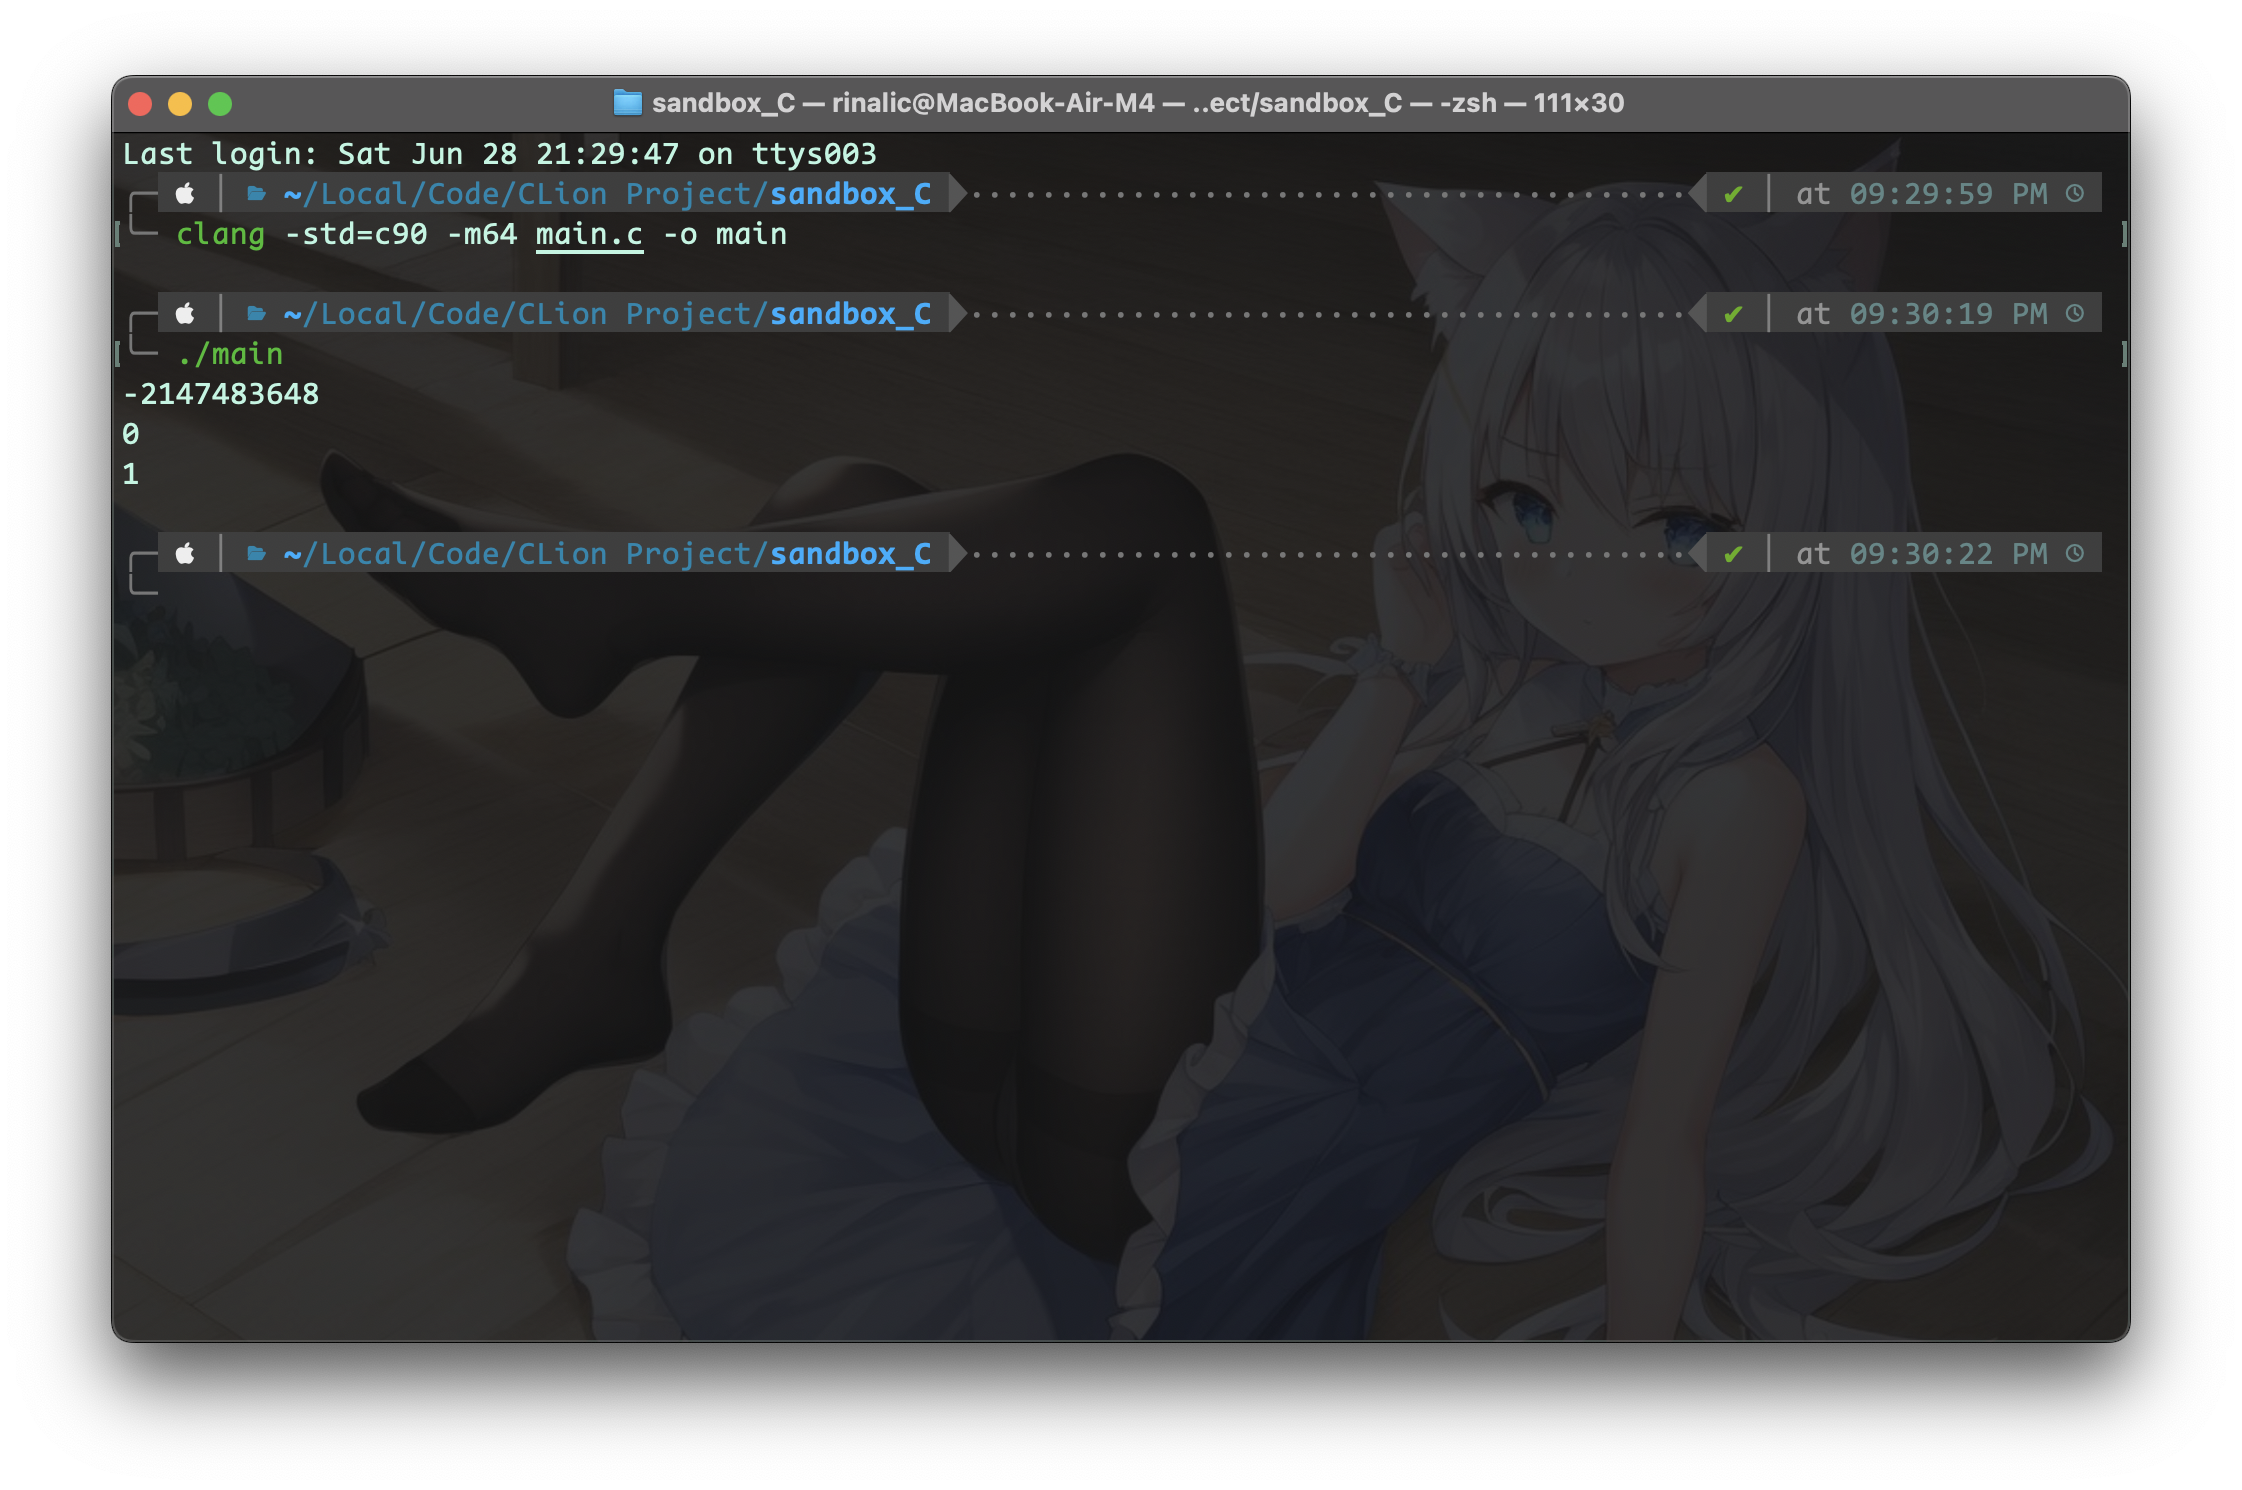 sandbox_C — rinalic@MacBook-Air-M4 — ..ect/sandbox_C — -zsh — 111×30
Last login: Sat Jun 28 21:29:47 on ttys003
~/Local/Code/CLion Project/sandbox_C ✔ at 09:29:59 PM
clang -std=c90 -m64 main.c -o main
~/Local/Code/CLion Project/sandbox_C ✔ at 09:30:19 PM
./main
-2147483648
0
1
~/Local/Code/CLion Project/sandbox_C ✔ at 09:30:22 PM